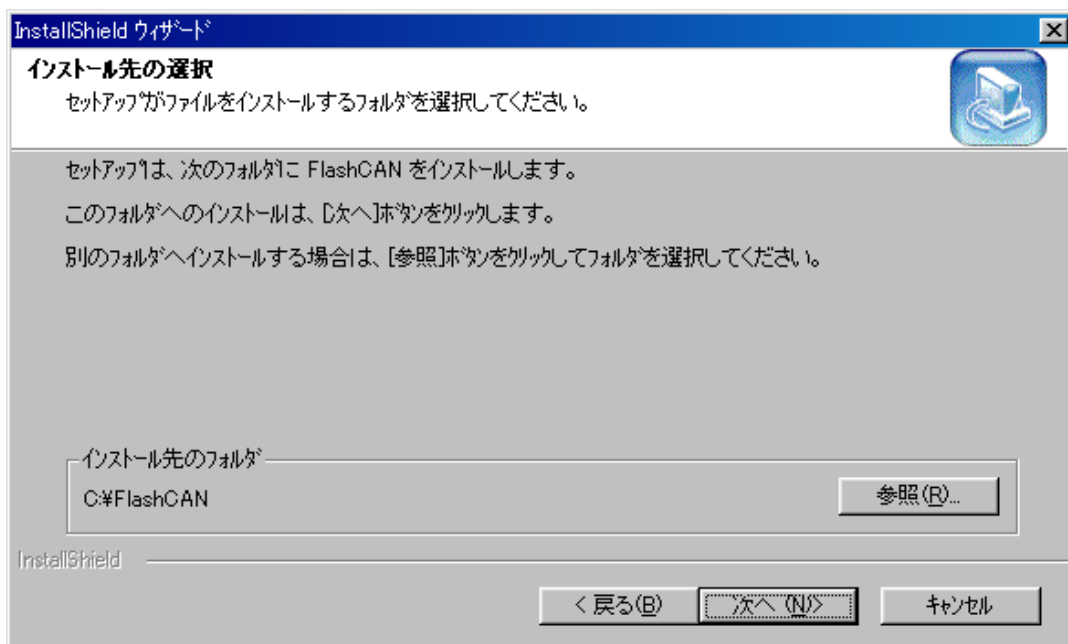 InstallShield ウィザード
インストール先の選択
セットアップがファイルをインストールするフォルダを選択してください。
セットアップは、次のフォルダに FlashCAN をインストールします。
このフォルダへのインストールは、[次へ]ボタンをクリックします。
別のフォルダへインストールする場合は、[参照]ボタンをクリックしてフォルダを選択してください。
インストール先のフォルダ
C:¥FlashCAN
参照(R)...
InstallShield
< 戻る(B)
次へ (N)>
キャンセル